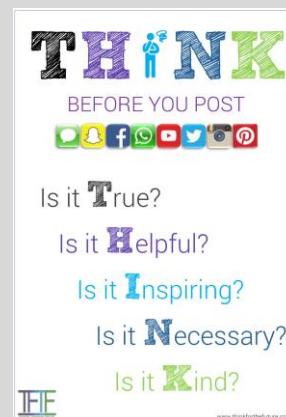 THiNK
BEFORE YOU POST
Is it True?
Is it Helpful?
Is it Inspiring?
Is it Necessary?
Is it Kind?
TFTF